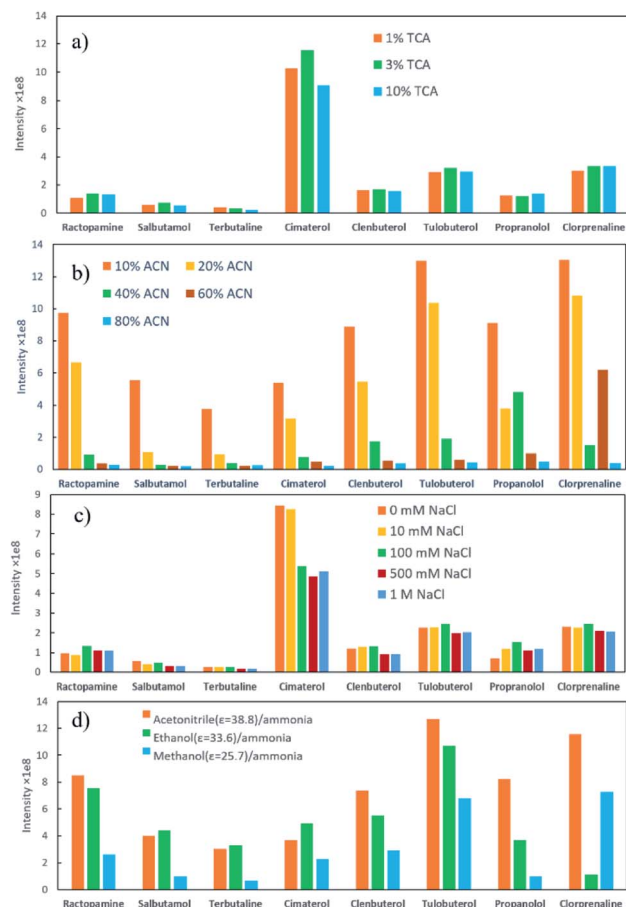 a)
1% TCA
3% TCA
10% TCA
Intensity ×1e8
14
12
10
8
6
4
2
0
Ractopamine Salbutamol Terbutaline Cimaterol Clenbuterol Tulobuterol Propranolol Clorprenaline
b)
10% ACN 20% ACN
40% ACN 60% ACN
80% ACN
Intensity ×1e8
14
12
10
8
6
4
2
0
Ractopamine Salbutamol Terbutaline Cimaterol Clenbuterol Tulobuterol Propanolol Clorprenaline
c)
0 mM NaCl
10 mM NaCl
100 mM NaCl
500 mM NaCl
1 M NaCl
Intensity ×1e8
9
8
7
6
5
4
3
2
1
0
Ractopamine Salbutamol Terbutaline Cimaterol Clenbuterol Tulobuterol Propranolol Clorprenaline
d)
Acetonitrile(ε=38.8)/ammonia
Ethanol(ε=33.6)/ammonia
Methanol(ε=25.7)/ammonia
Intensity ×1e8
14
12
10
8
6
4
2
0
Ractopamine Salbutamol Terbutaline Cimaterol Clenbuterol Tulobuterol Propanolol Clorprenaline